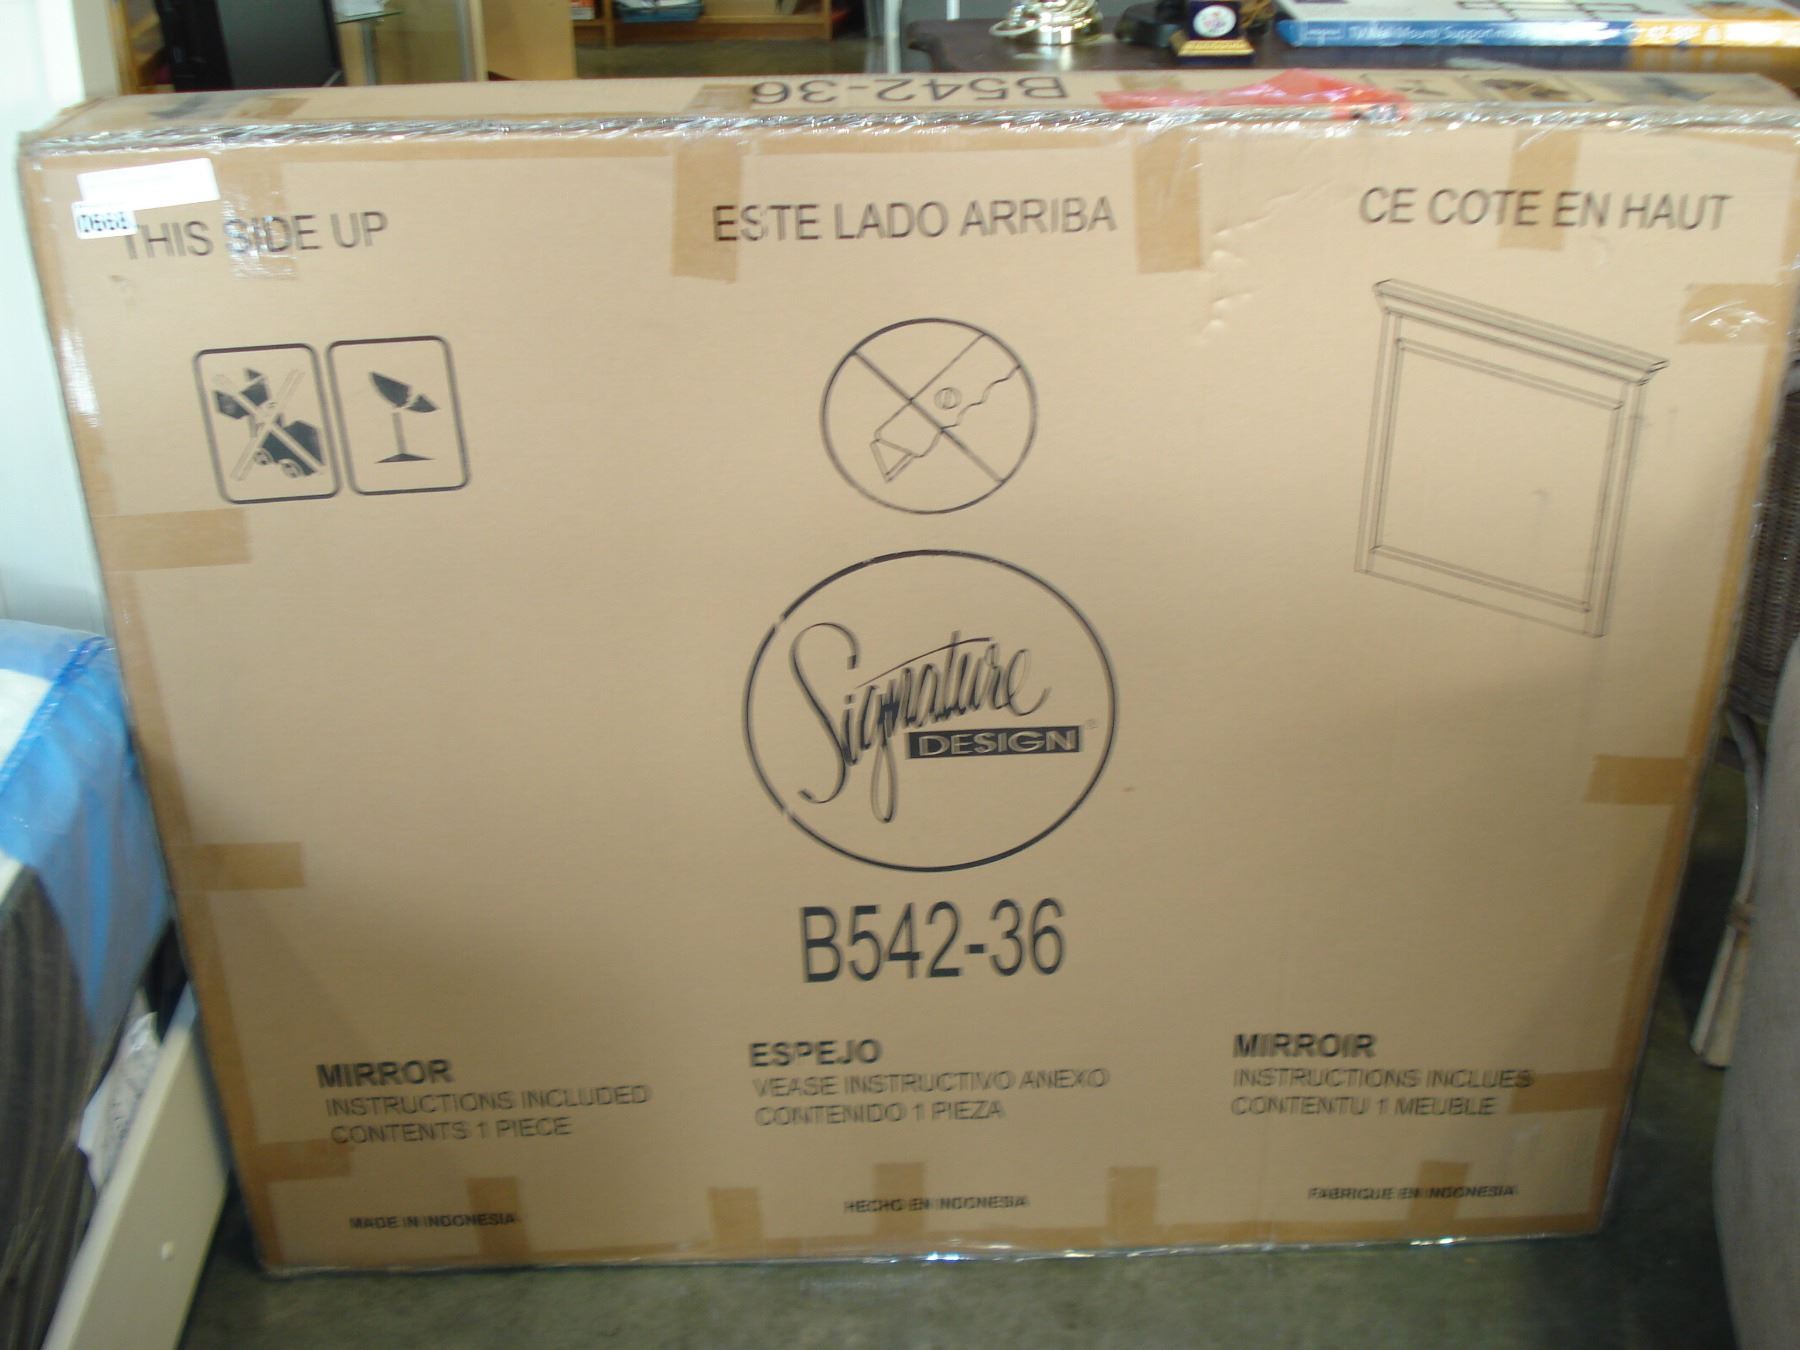 B542-36
THIS SIDE UP
ESTE LADO ARRIBA
CE COTE EN HAUT
Signature
DESIGN
®
B542-36
MIRROR
INSTRUCTIONS INCLUDED
CONTENTS 1 PIECE
ESPEJO
VEASE INSTRUCTIVO ANEXO
CONTENIDO 1 PIEZA
MIRROIR
INSTRUCTIONS INCLUES
CONTENTU 1 MEUBLE
MADE IN INDONESIA
HECHO EN INDONESIA
FABRIQUE EN INDONESIA